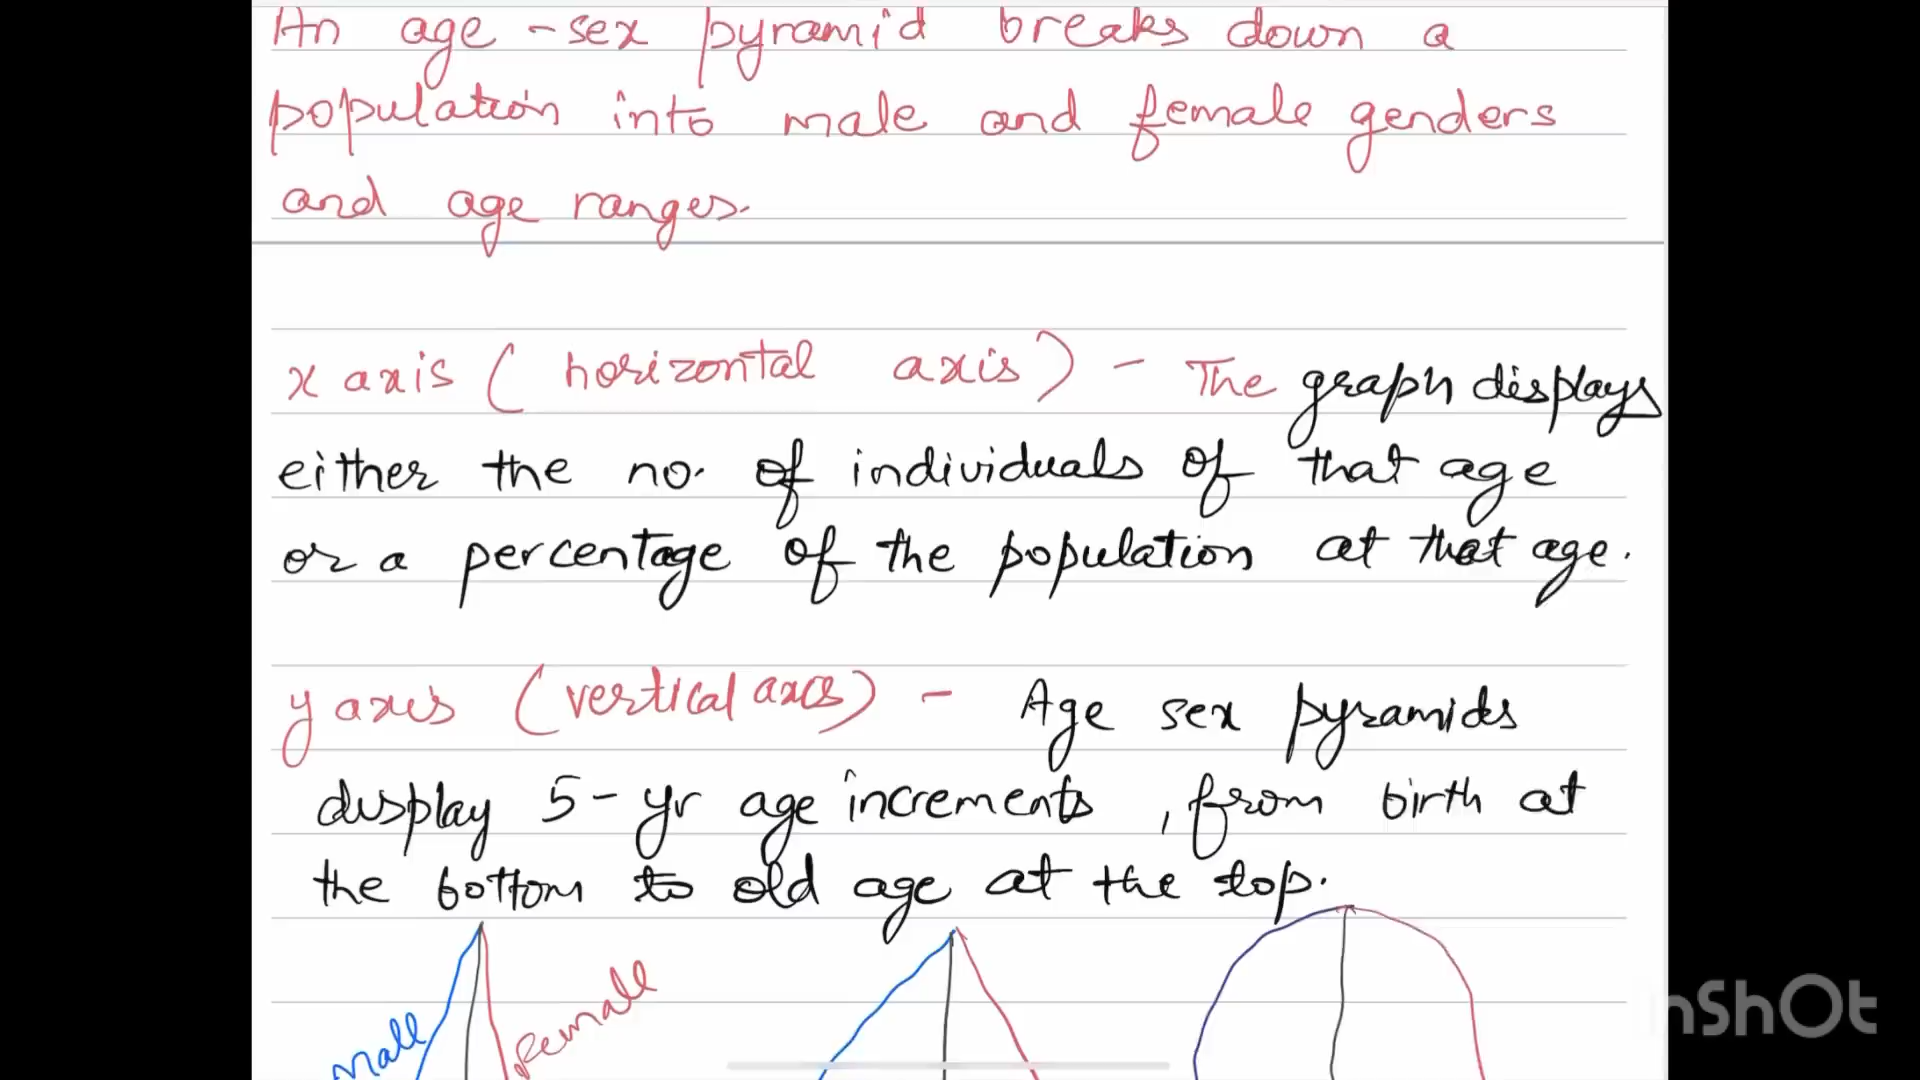 An age-sex pyramid breaks down a
population into male and female genders
and age ranges.
x axis (horizontal axis) - The graph displays
either the no. of individuals of that age
or a percentage of the population at that age.
y axis (vertical axis) - Age sex pyramids
display 5-yr age increments, from birth at
the bottom to old age at the top.
male
female
InShOt